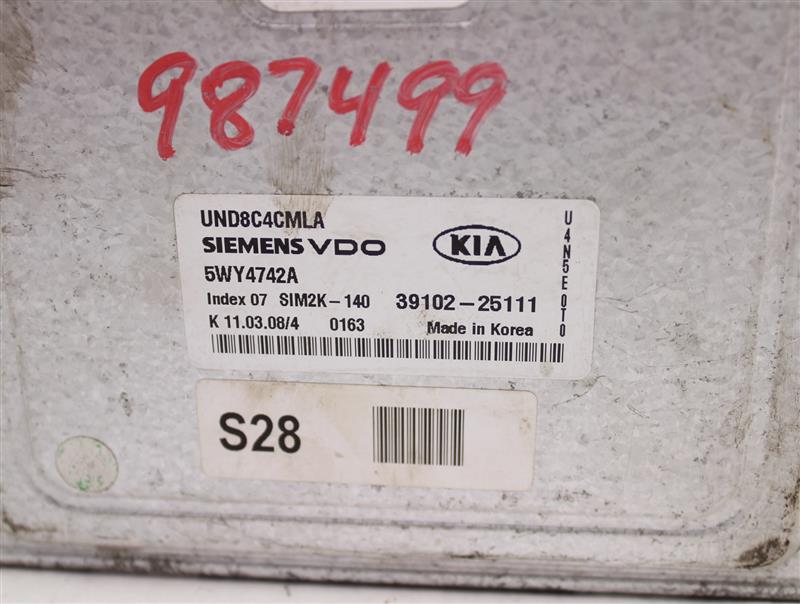 987499
UND8C4CMLA
SIEMENS VDO KIA
5WY4742A
Index 07 SIM2K-140 39102-25111
K 11.03.08/4 0163 Made in Korea
U4N5E0T0
S28